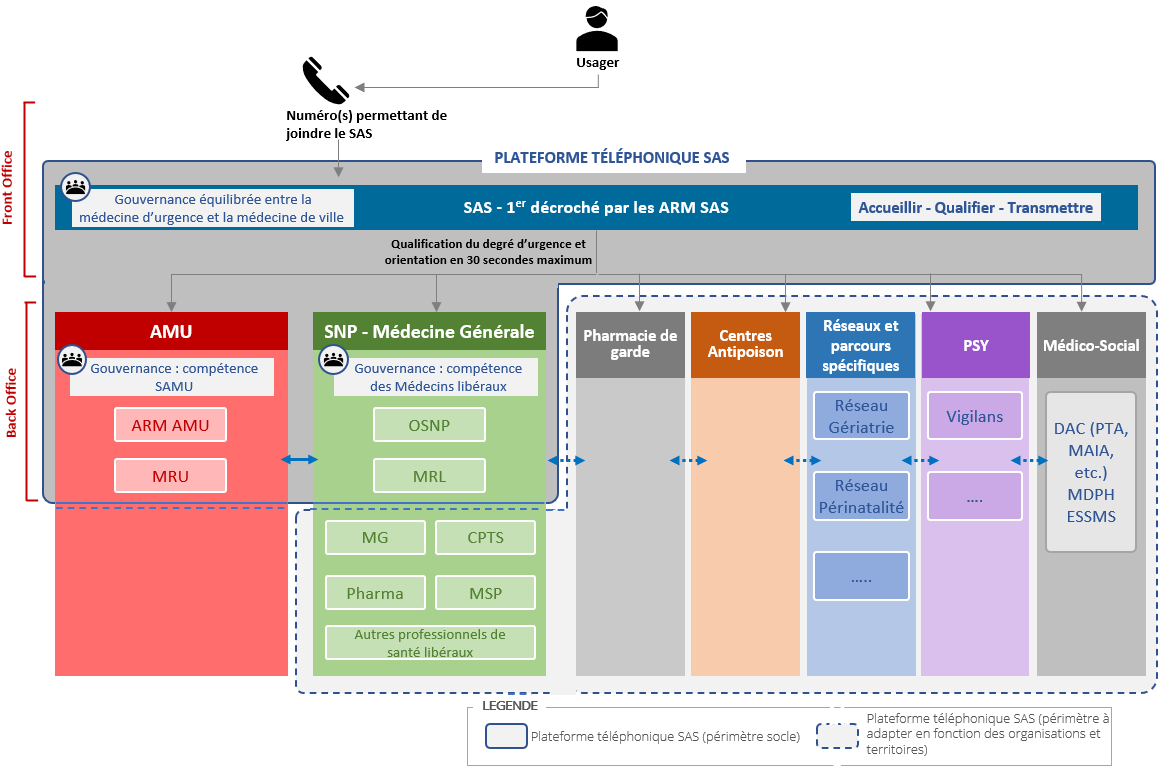 Usager
Numéro(s) permettant de
joindre le SAS
Front Office
PLATEFORME TÉLÉPHONIQUE SAS
Gouvernance équilibrée entre la
médecine d'urgence et la médecine de ville
SAS - 1er décroché par les ARM SAS
Accueillir - Qualifier - Transmettre
Qualification du degré d'urgence et
orientation en 30 secondes maximum
Back Office
AMU
Gouvernance : compétence
SAMU
ARM AMU
MRU
SNP - Médecine Générale
Gouvernance : compétence
des Médecins libéraux
OSNP
MRL
MG
CPTS
Pharma
MSP
Autres professionnels de
santé libéraux
Pharmacie de
garde
Centres
Antipoison
Réseaux et
parcours
spécifiques
Réseau
Gériatrie
Réseau
Périnatalité
.....
PSY
Vigilans
....
Médico-Social
DAC (PTA,
MAIA,
etc.)
MDPH
ESSMS
LEGENDE
Plateforme téléphonique SAS (périmètre socle)
Plateforme téléphonique SAS (périmètre à
adapter en fonction des organisations et
territoires)